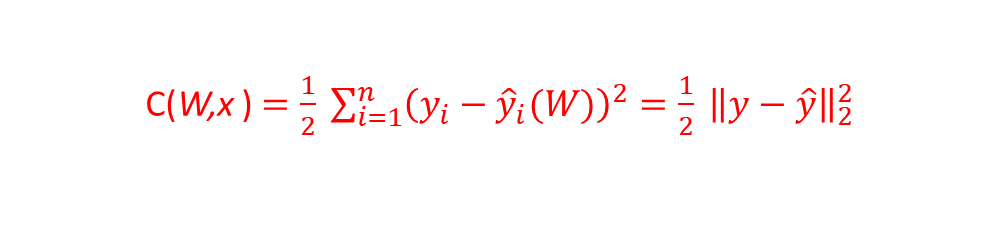 C(W,x ) = 1/2 ∑ᵢ₌₁ⁿ(yᵢ − ŷᵢ(W))² = 1/2 ‖y − ŷ‖₂²